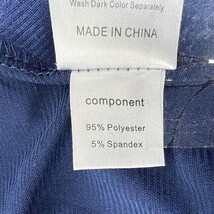 Wash Dark Color Separately
MADE IN CHINA
component
95% Polyester
5% Spandex